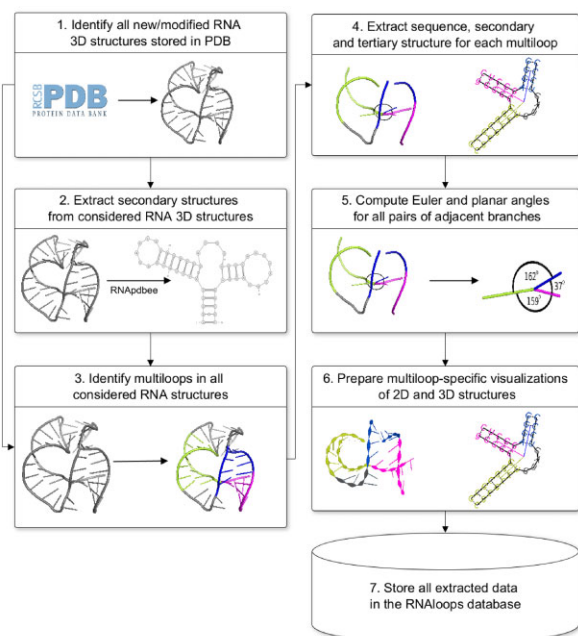 1. Identify all new/modified RNA
3D structures stored in PDB
RCSB
PDB
PROTEIN DATA BANK
2. Extract secondary structures
from considered RNA 3D structures
RNApdbee
3. Identify multiloops in all
considered RNA structures
4. Extract sequence, secondary
and tertiary structure for each multiloop
5. Compute Euler and planar angles
for all pairs of adjacent branches
162°
37°
159°
6. Prepare multiloop-specific visualizations
of 2D and 3D structures
7. Store all extracted data
in the RNAloops database